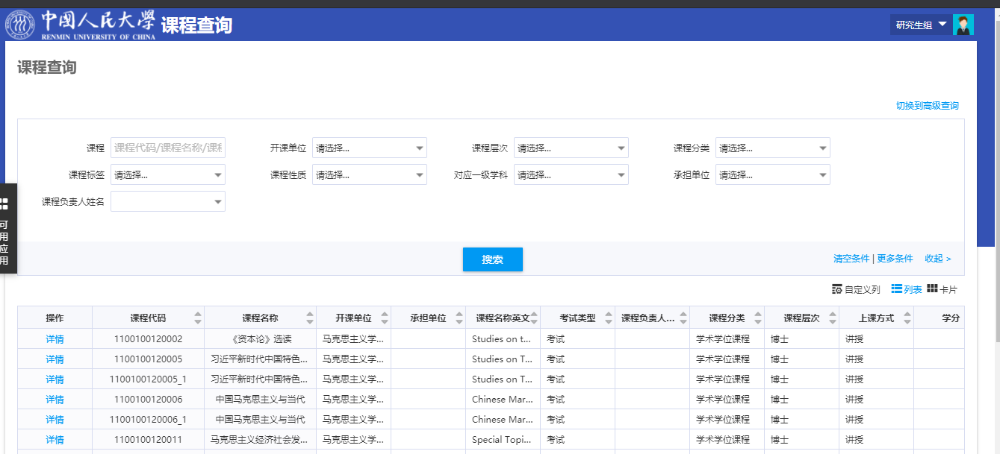 中国人民大学 课程查询 研究生组
RENMIN UNIVERSITY OF CHINA
课程查询
切换到高级查询
课程 课程代码/课程名称/课程 开课单位 请选择... 课程层次 请选择... 课程分类 请选择...
课程标签 请选择... 课程性质 请选择... 对应一级学科 请选择... 承担单位 请选择...
课程负责人姓名
可用应用
搜索 清空条件 | 更多条件 收起 >
自定义列 列表 卡片
操作 课程代码 课程名称 开课单位 承担单位 课程名称英文 考试类型 课程负责人... 课程分类 课程层次 上课方式 学分
详情 1100100120002 《资本论》选读 马克思主义学... Studies on t... 考试 学术学位课程 博士 讲授
详情 1100100120005 习近平新时代中国特色... 马克思主义学... Studies on T... 考试 学术学位课程 博士 讲授
详情 1100100120005_1 习近平新时代中国特色... 马克思主义学... Studies on T... 考试 学术学位课程 博士 讲授
详情 1100100120006 中国马克思主义与当代 马克思主义学... Chinese Mar... 考试 学术学位课程 博士 讲授
详情 1100100120006_1 中国马克思主义与当代 马克思主义学... Chinese Mar... 考试 学术学位课程 博士 讲授
详情 1100100120011 马克思主义经济社会发... 马克思主义学... Special Topi... 考试 学术学位课程 博士 讲授